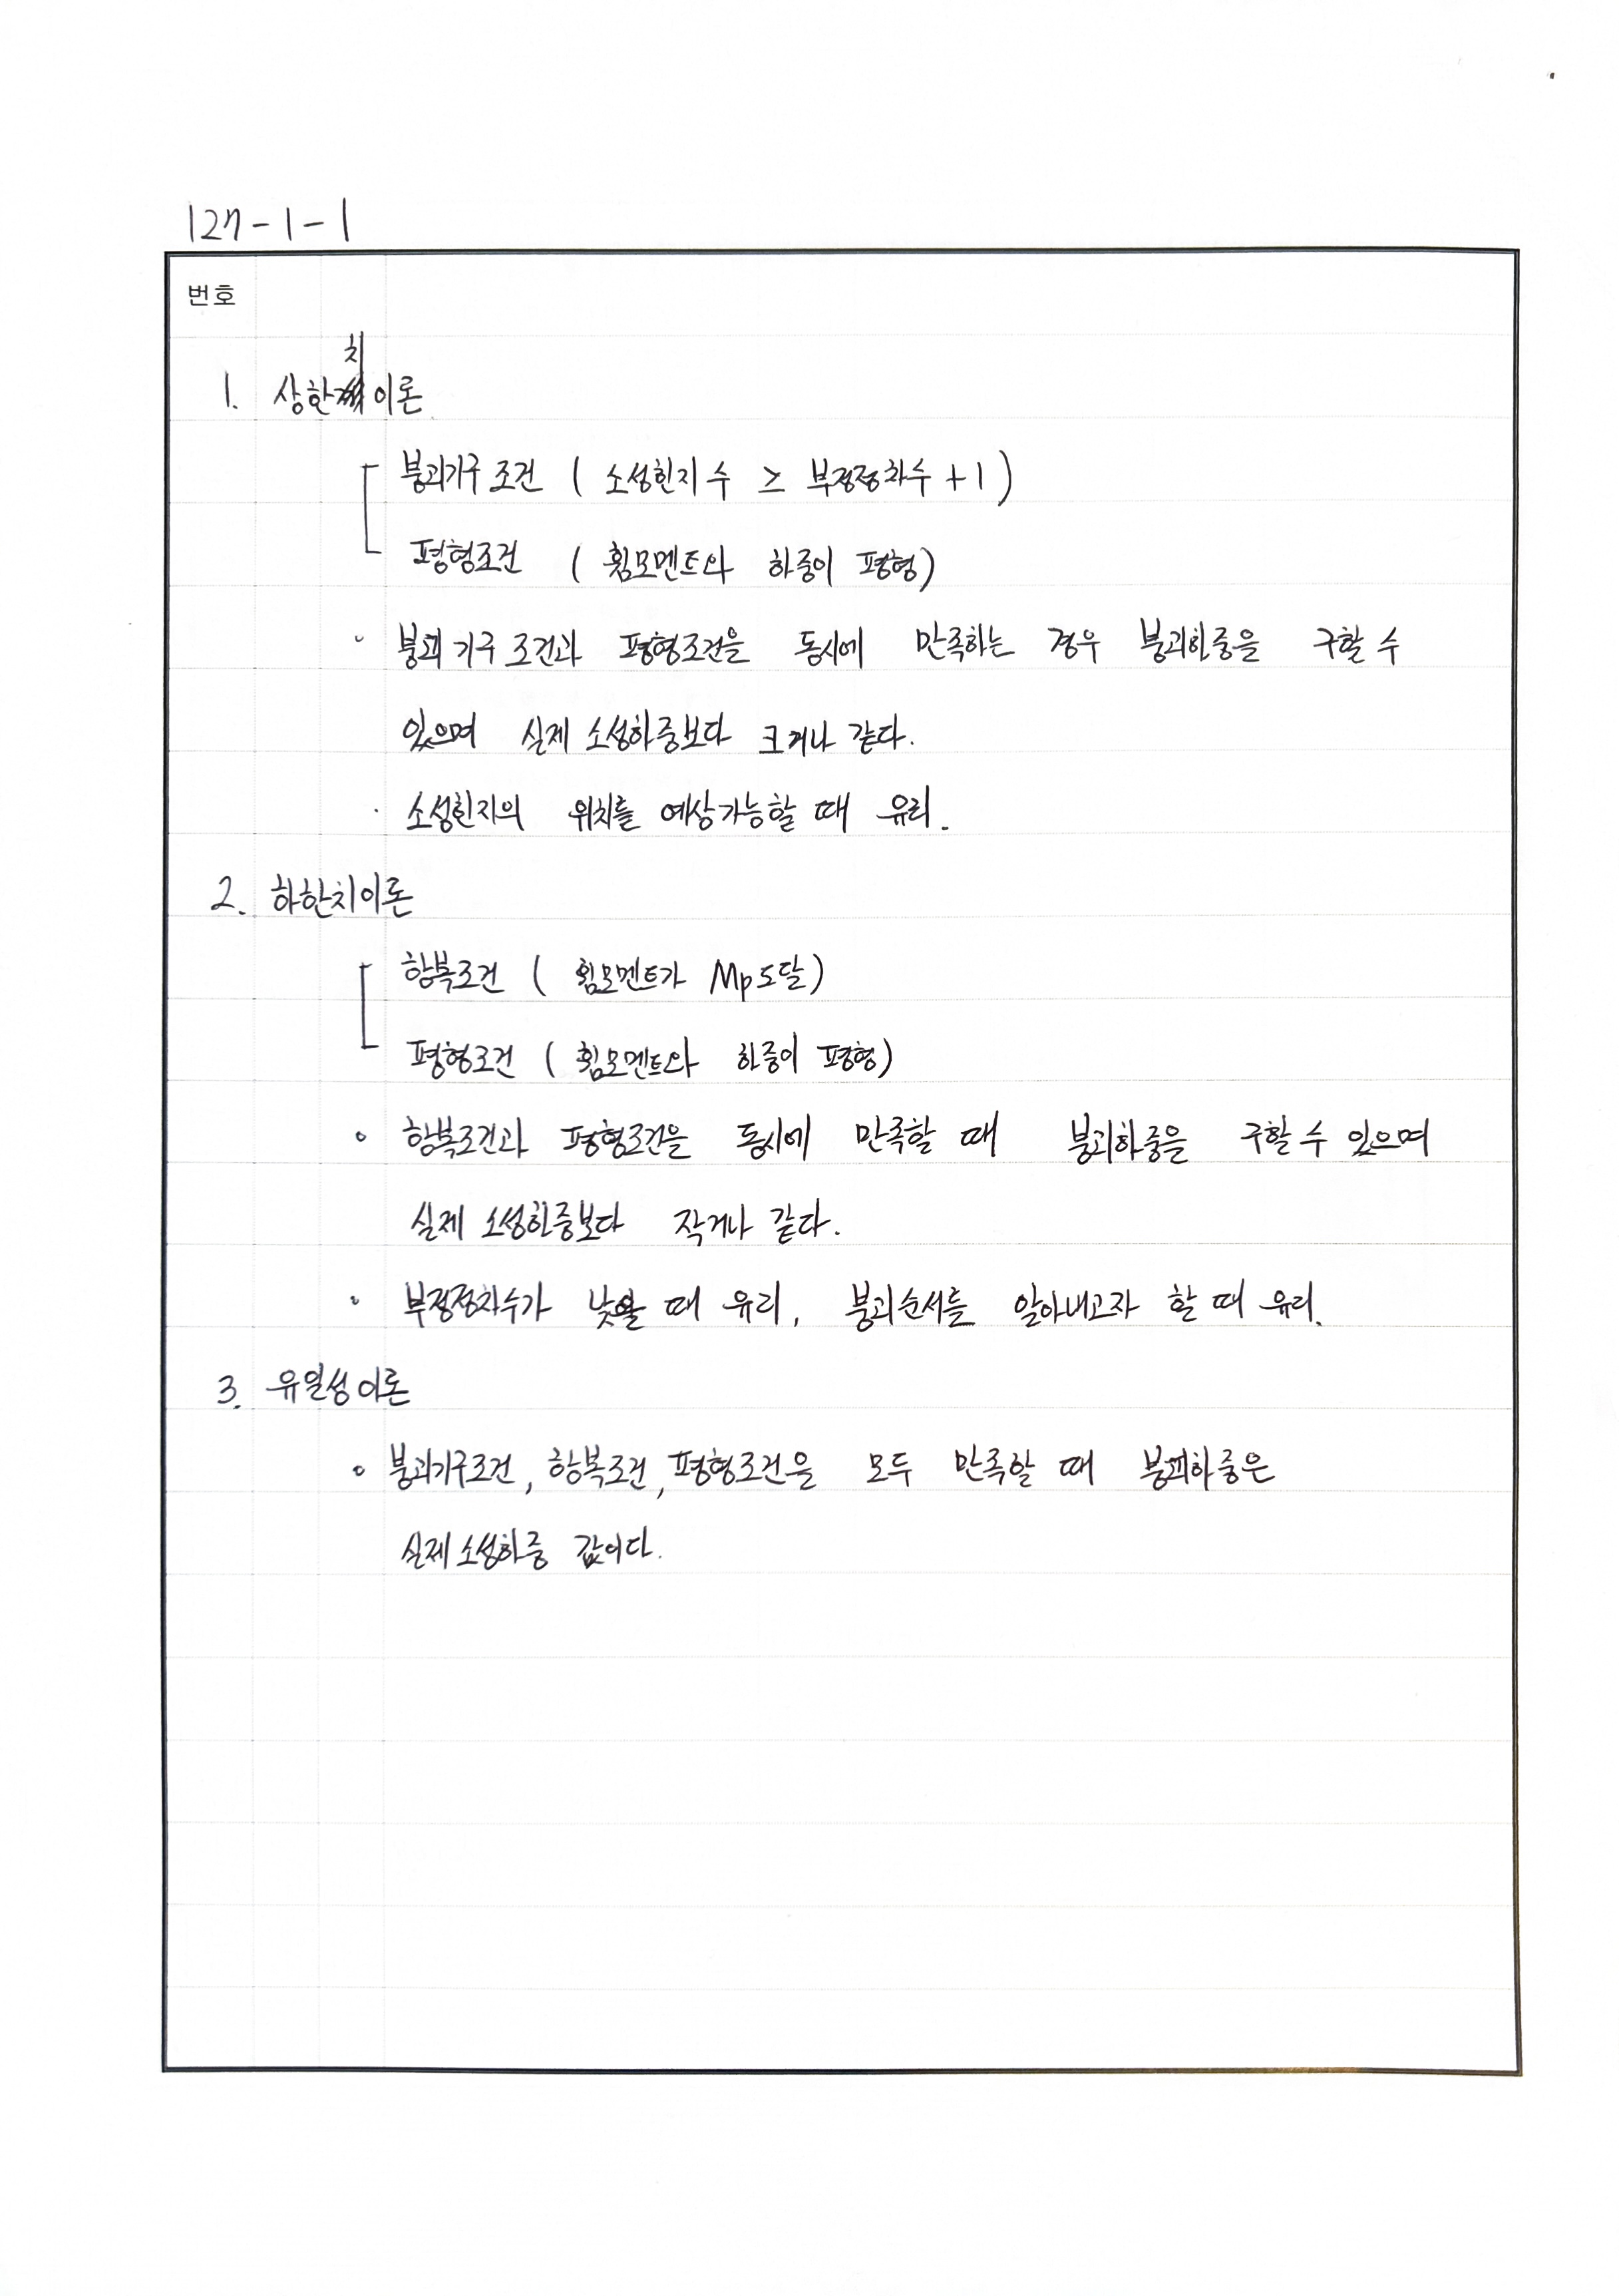 127-1-1
번호
1. 상한치이론
붕괴기구 조건 ( 소성힌지 수 ≥ 부정정차수 +1)
평형조건 ( 휨모멘트와 하중이 평형)
· 붕괴기구 조건과 평형조건을 동시에 만족하는 경우 붕괴하중을 구할 수
있으며 실제 소성하중보다 크거나 같다.
· 소성힌지의 위치를 예상가능할 때 유리.
2. 하한치이론
항복조건 ( 휨모멘트가 Mp도달)
평형조건 ( 휨모멘트와 하중이 평형)
∘ 항복조건과 평형조건을 동시에 만족할 때 붕괴하중을 구할 수 있으며
실제 소성하중보다 작거나 같다.
∘ 부정정차수가 낮을 때 유리, 붕괴순서를 알아내고자 할 때 유리.
3. 유일성이론
∘ 붕괴기구조건, 항복조건, 평형조건을 모두 만족할 때 붕괴하중은
실제 소성하중 값이다.